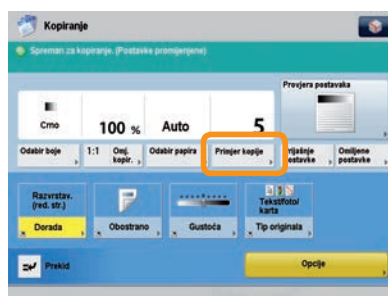 Kopiranje
Spreman za kopiranje. (Postavke promijenjene)
Provjera postavaka
Crno
100 %
Auto
5
Odabir boje
1:1
Omj.
kopir.
Odabir papira
Primjer kopije
Prijašnje
postavke
Omiljene
postavke
Razvrstav.
(red. str.)
Tekst/foto/
karta
Dorada
Obostrano
Gustoća
Tip originala
Prekid
Opcije